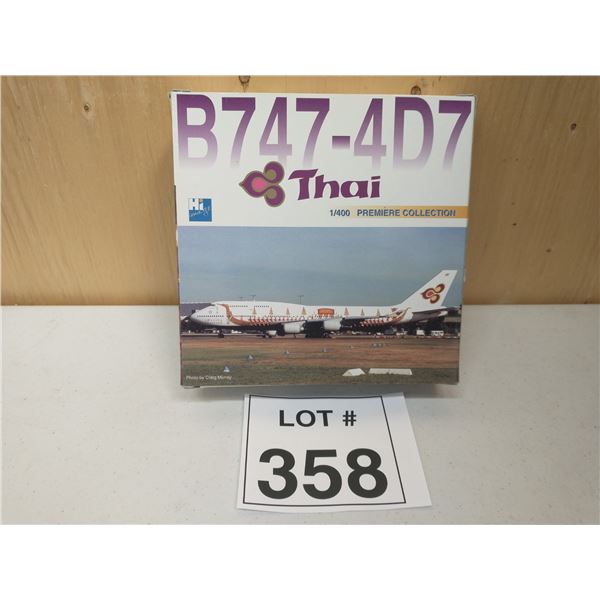 B747-4D7
Thai
Hi
1/400 PREMIERE COLLECTION
Photo by Craig Murray
LOT #
358